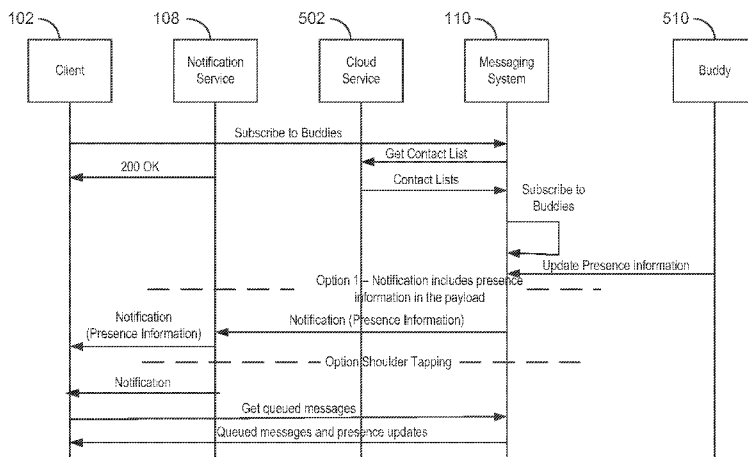 102
108
502
110
510
Client
Notification
Service
Cloud
Service
Messaging
System
Buddy
Subscribe to Buddies
Get Contact List
200 OK
Contact Lists
Subscribe to
Buddies
Update Presence information
Option 1 – Notification includes presence
information in the payload
Notification
(Presence Information)
Notification (Presence Information)
Option Shoulder Tapping
Notification
Get queued messages
Queued messages and presence updates